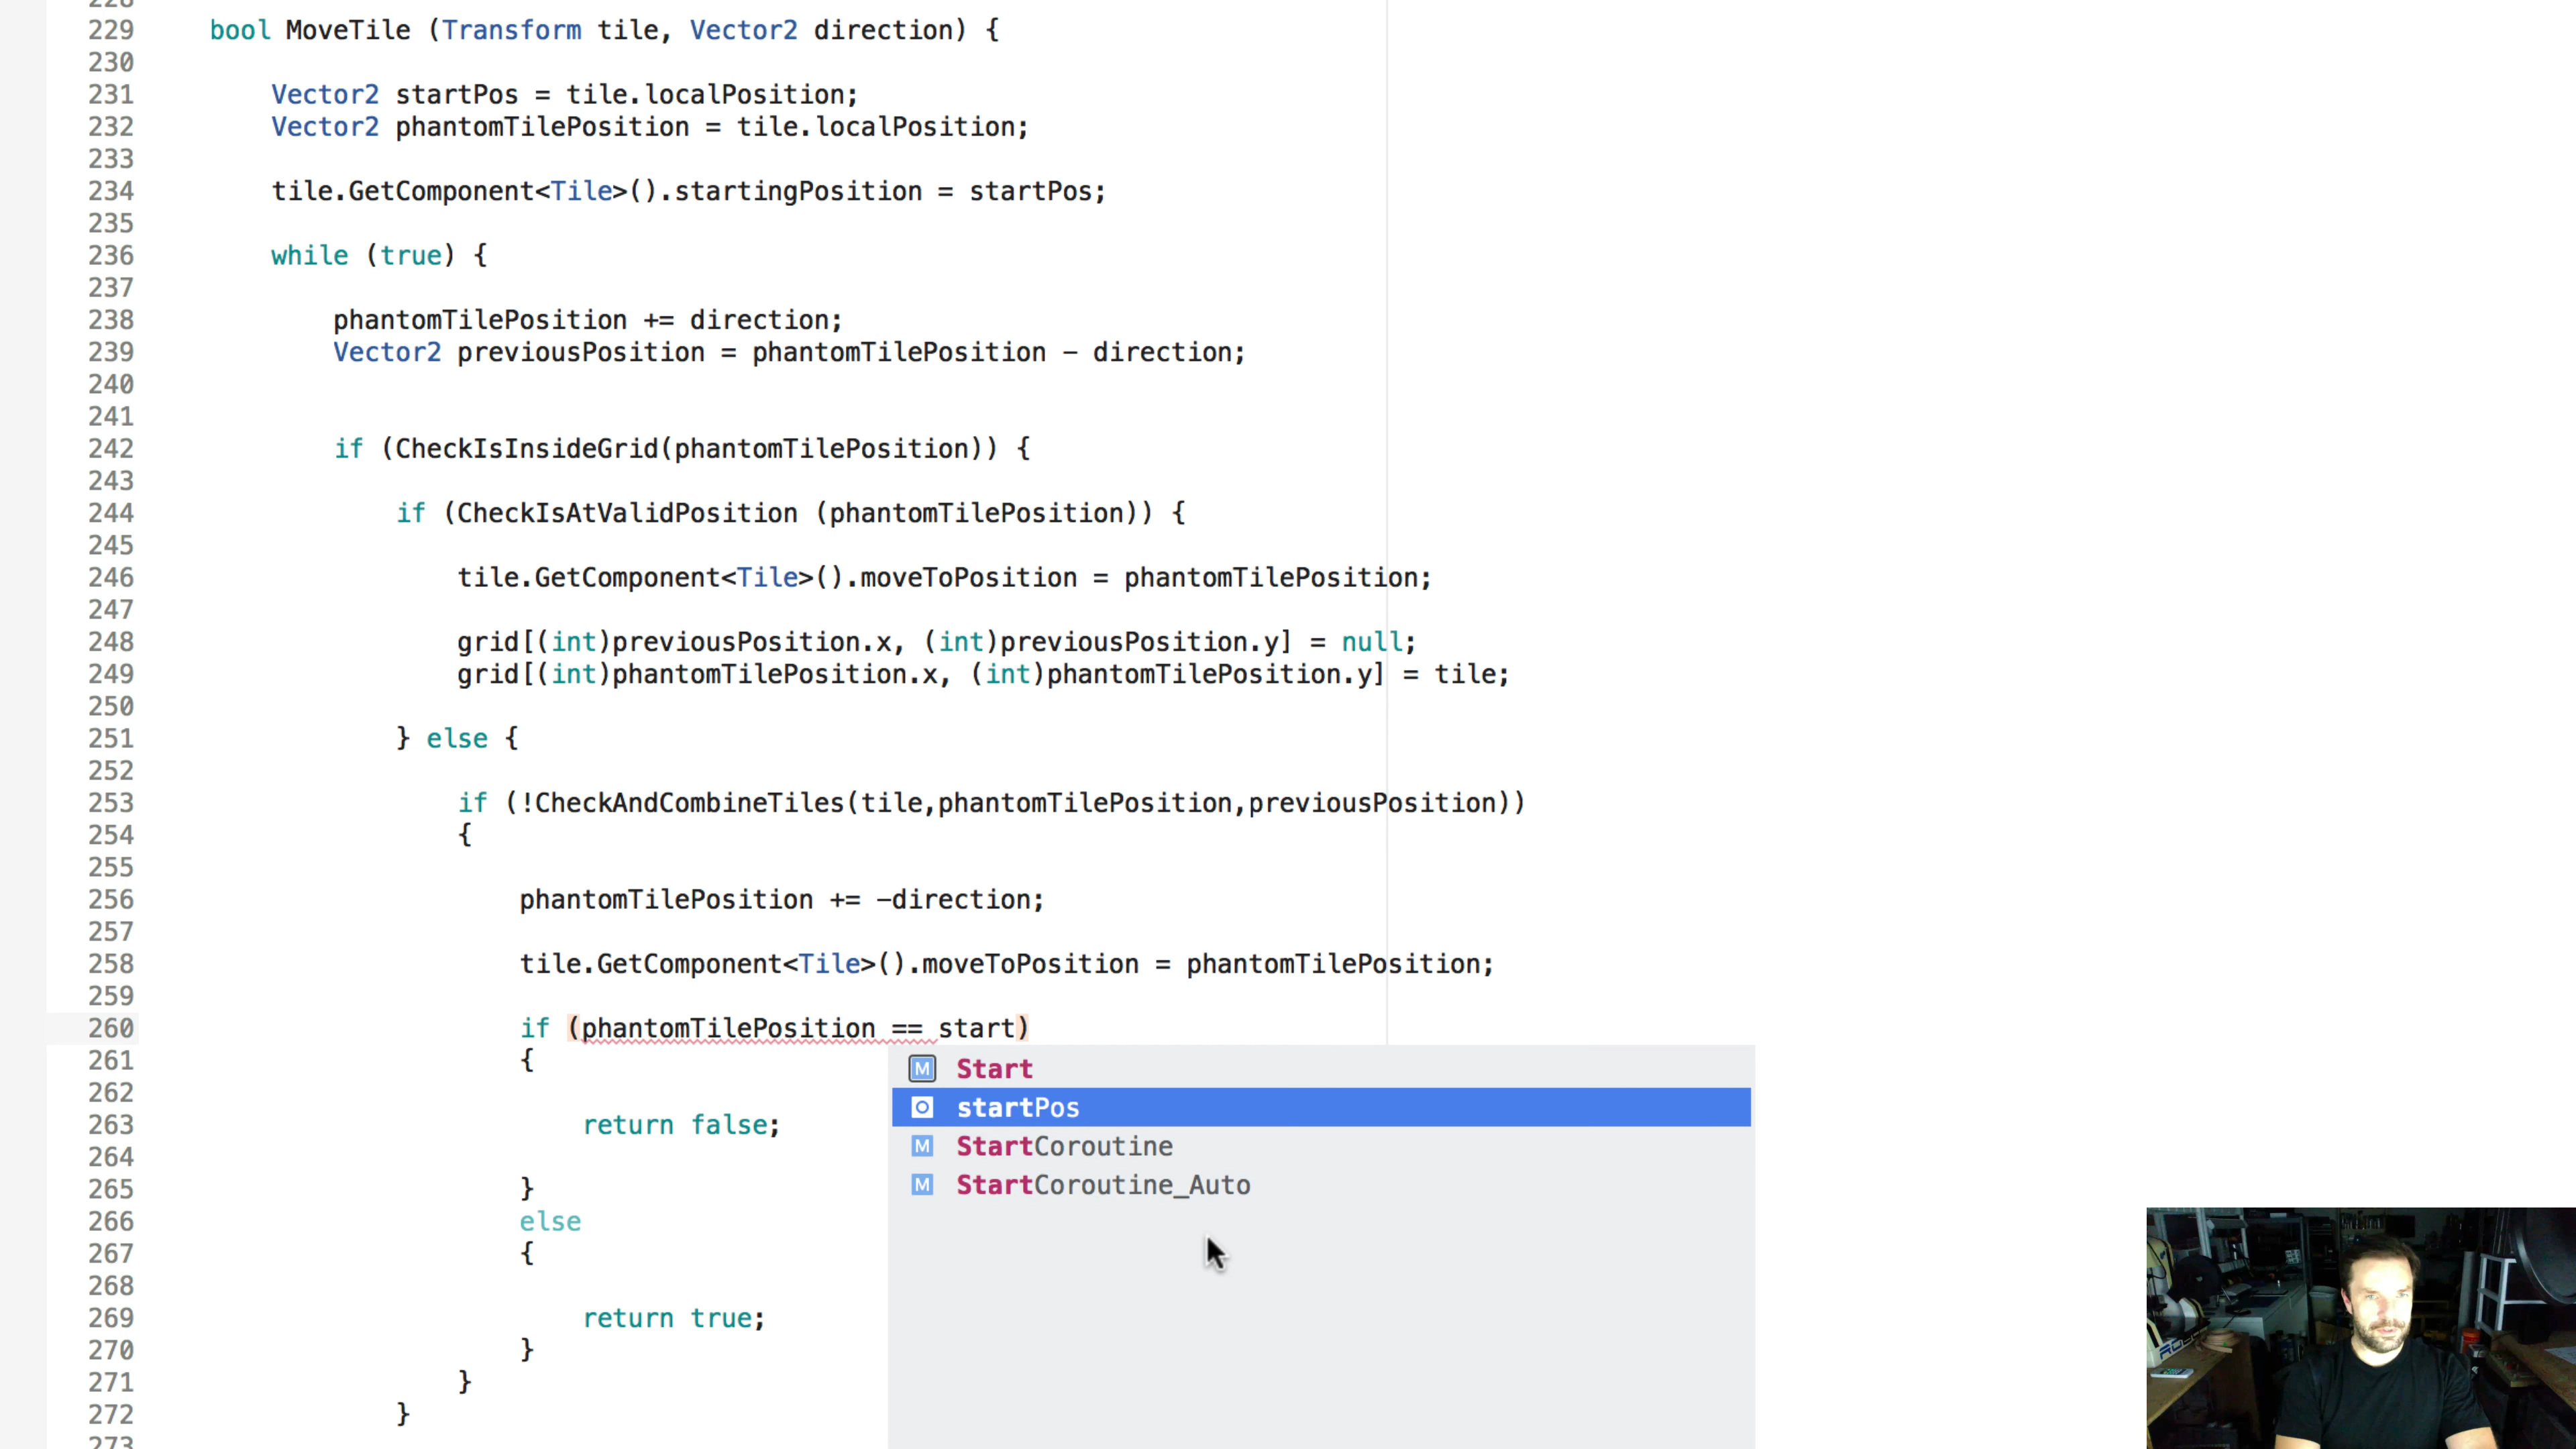 228
229 bool MoveTile (Transform tile, Vector2 direction) {
230
231 Vector2 startPos = tile.localPosition;
232 Vector2 phantomTilePosition = tile.localPosition;
233
234 tile.GetComponent<Tile>().startingPosition = startPos;
235
236 while (true) {
237
238 phantomTilePosition += direction;
239 Vector2 previousPosition = phantomTilePosition - direction;
240
241
242 if (CheckIsInsideGrid(phantomTilePosition)) {
243
244 if (CheckIsAtValidPosition (phantomTilePosition)) {
245
246 tile.GetComponent<Tile>().moveToPosition = phantomTilePosition;
247
248 grid[(int)previousPosition.x, (int)previousPosition.y] = null;
249 grid[(int)phantomTilePosition.x, (int)phantomTilePosition.y] = tile;
250
251 } else {
252
253 if (!CheckAndCombineTiles(tile,phantomTilePosition,previousPosition))
254 {
255
256 phantomTilePosition += -direction;
257
258 tile.GetComponent<Tile>().moveToPosition = phantomTilePosition;
259
260 if (phantomTilePosition == start)
261 {
M Start
262
startPos
263 return false;
M StartCoroutine
264
M StartCoroutine_Auto
265 }
266 else
267 {
268
269 return true;
270 }
271 }
272 }
273